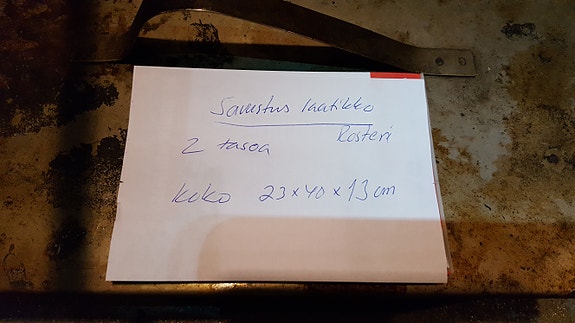 Savustus laatikko
Rosteri
2 tasoa
koko 23x40x13cm